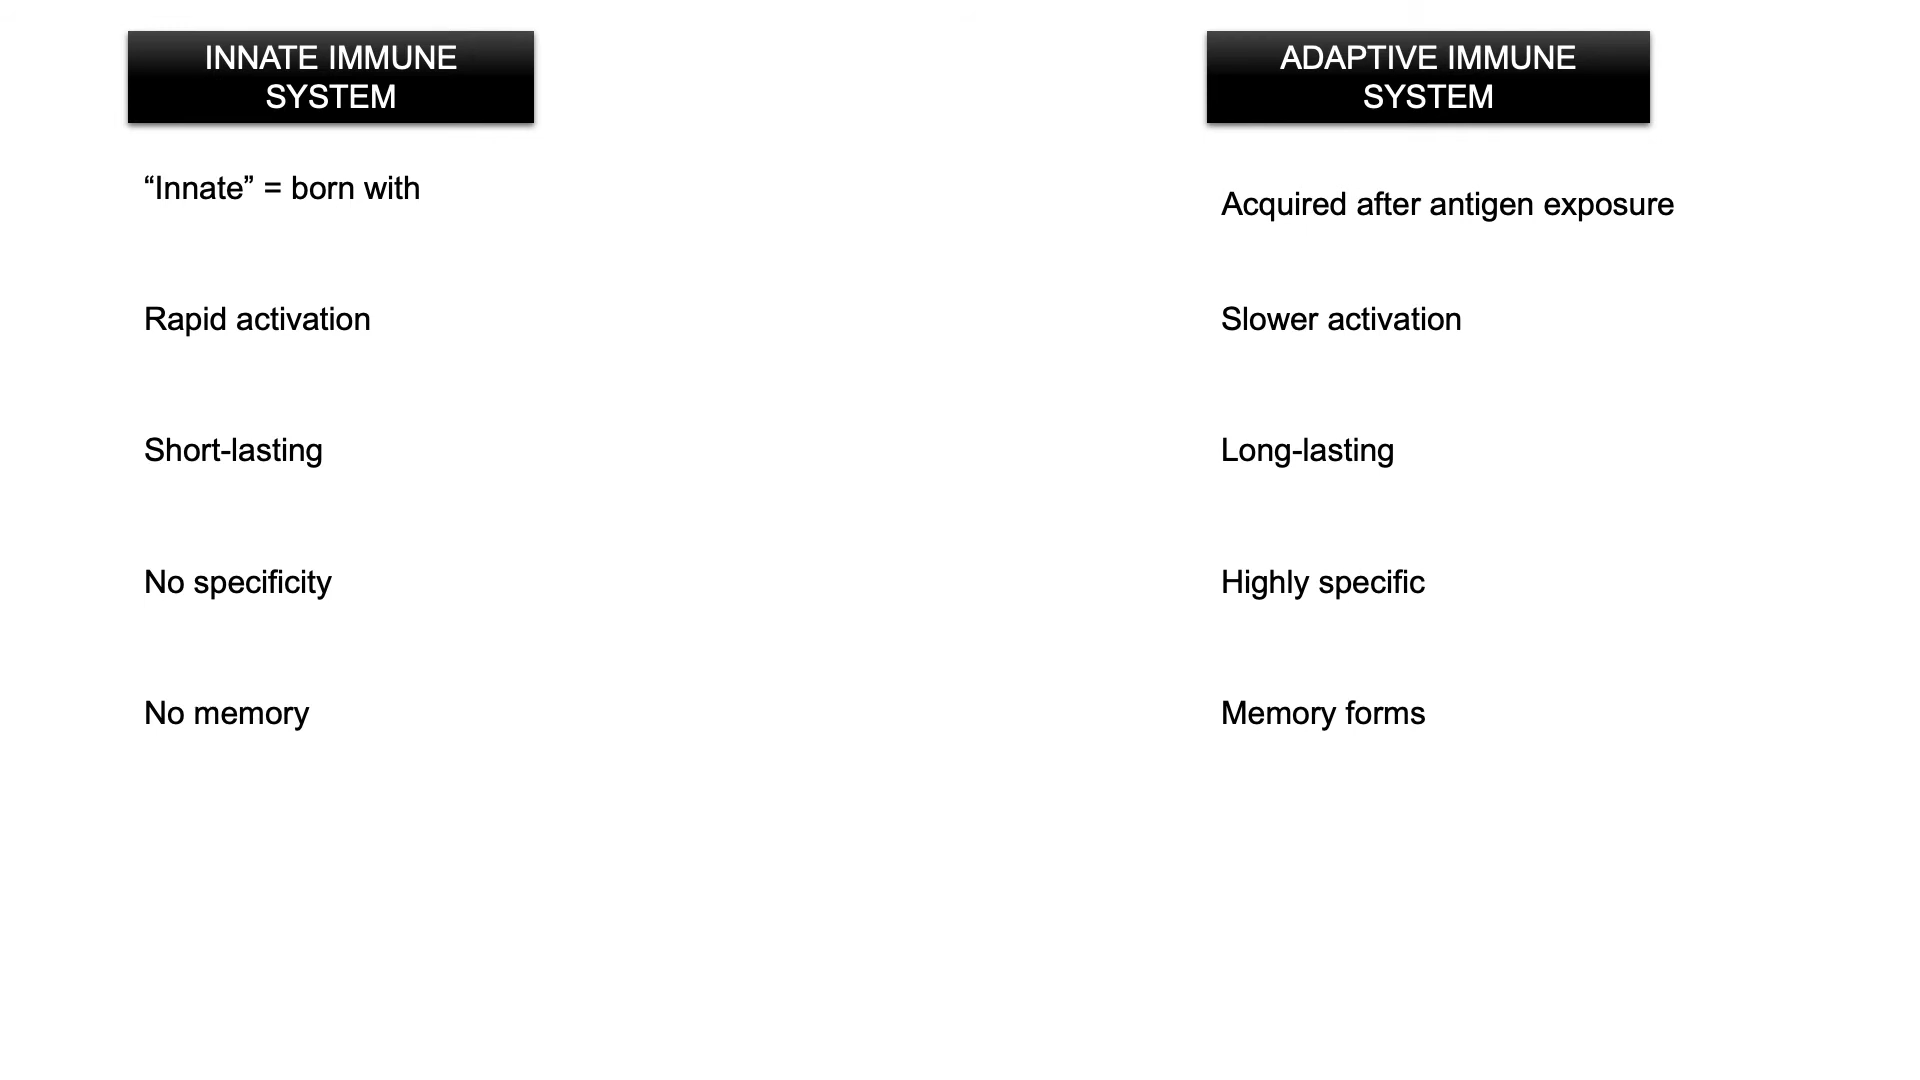 INNATE IMMUNE
SYSTEM
“Innate” = born with
Rapid activation
Short-lasting
No specificity
No memory
ADAPTIVE IMMUNE
SYSTEM
Acquired after antigen exposure
Slower activation
Long-lasting
Highly specific
Memory forms